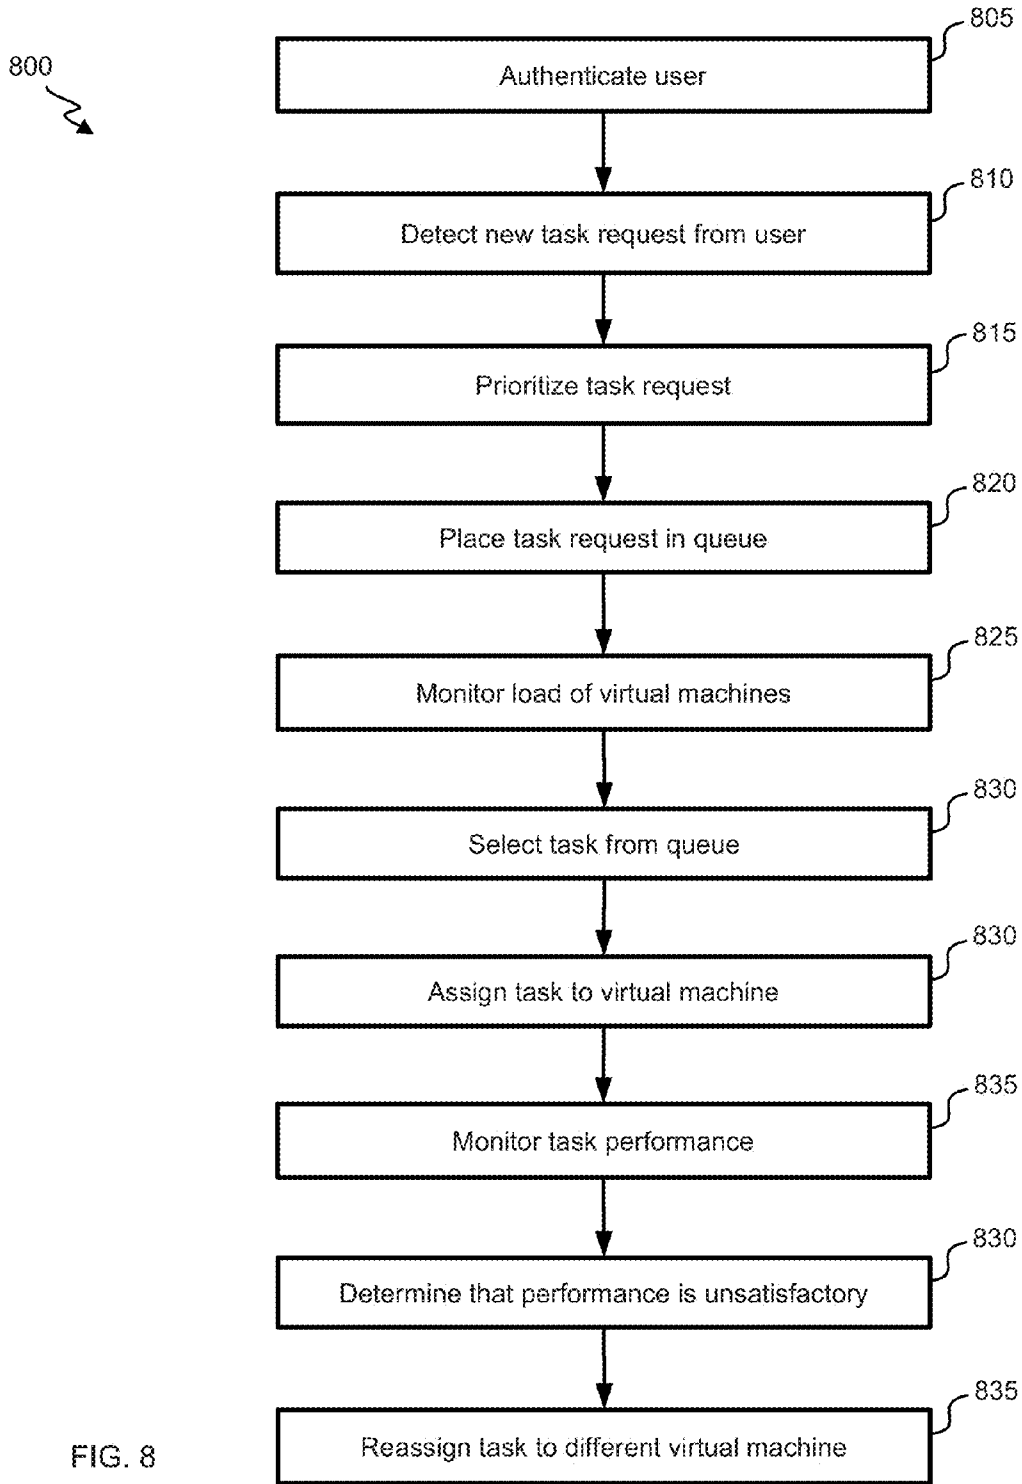 805
800
Authenticate user
810
Detect new task request from user
815
Prioritize task request
820
Place task request in queue
825
Monitor load of virtual machines
830
Select task from queue
830
Assign task to virtual machine
835
Monitor task performance
830
Determine that performance is unsatisfactory
835
Reassign task to different virtual machine
FIG. 8